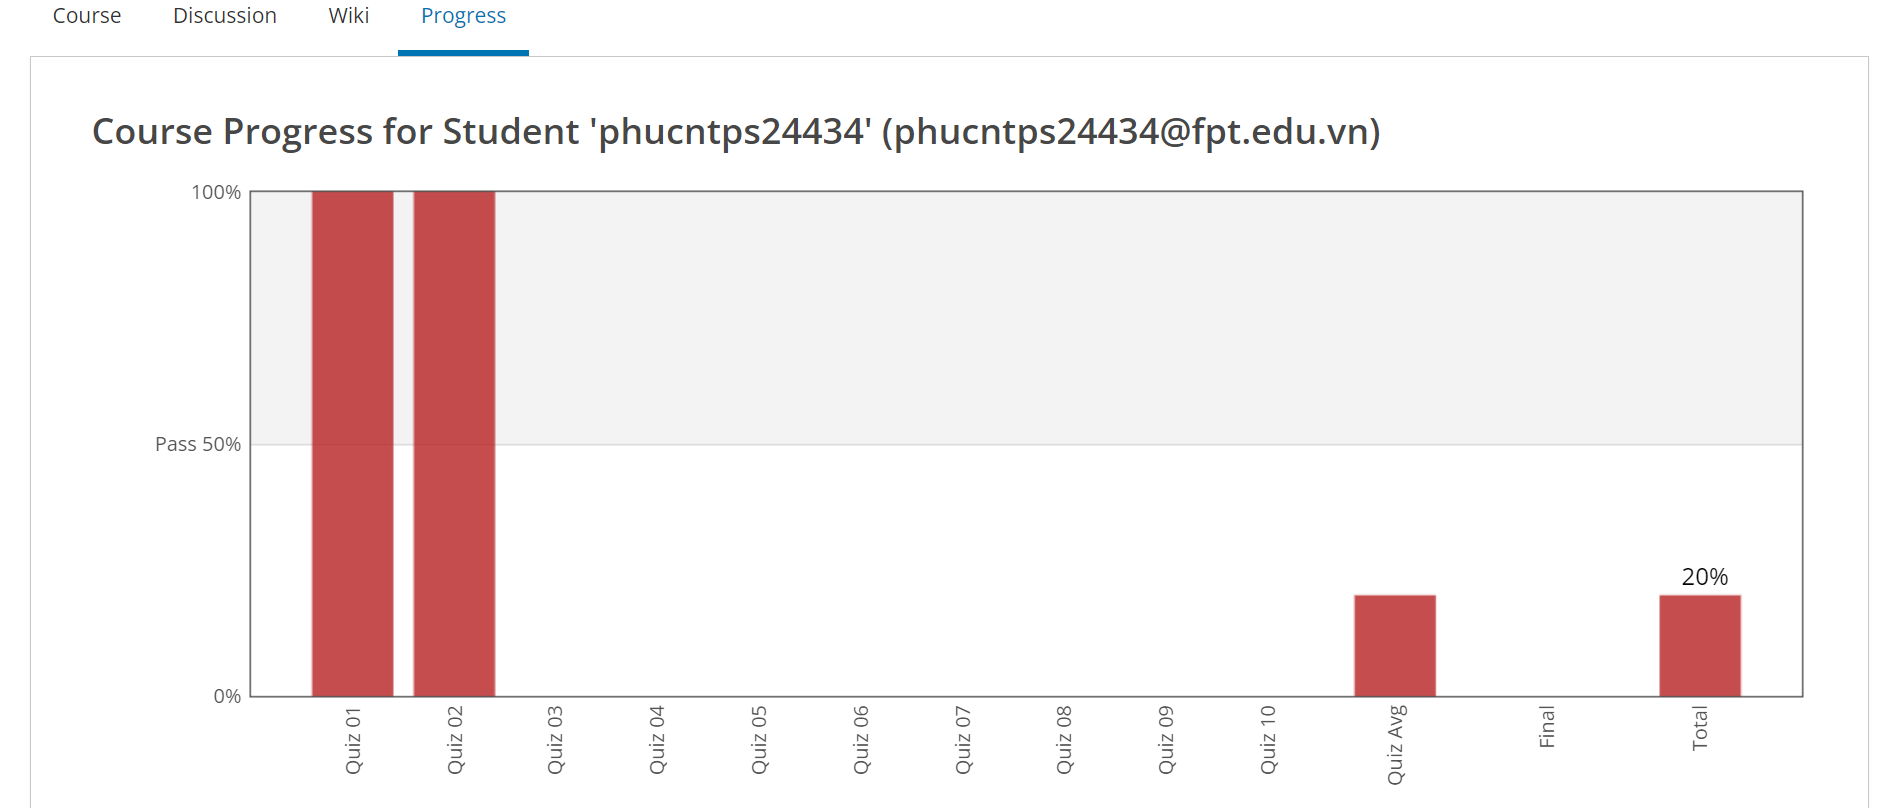 Course Discussion Wiki Progress
Course Progress for Student 'phucntps24434' (phucntps24434@fpt.edu.vn)
100%
Pass 50%
0%
20%
Quiz 01
Quiz 02
Quiz 03
Quiz 04
Quiz 05
Quiz 06
Quiz 07
Quiz 08
Quiz 09
Quiz 10
Quiz Avg
Final
Total